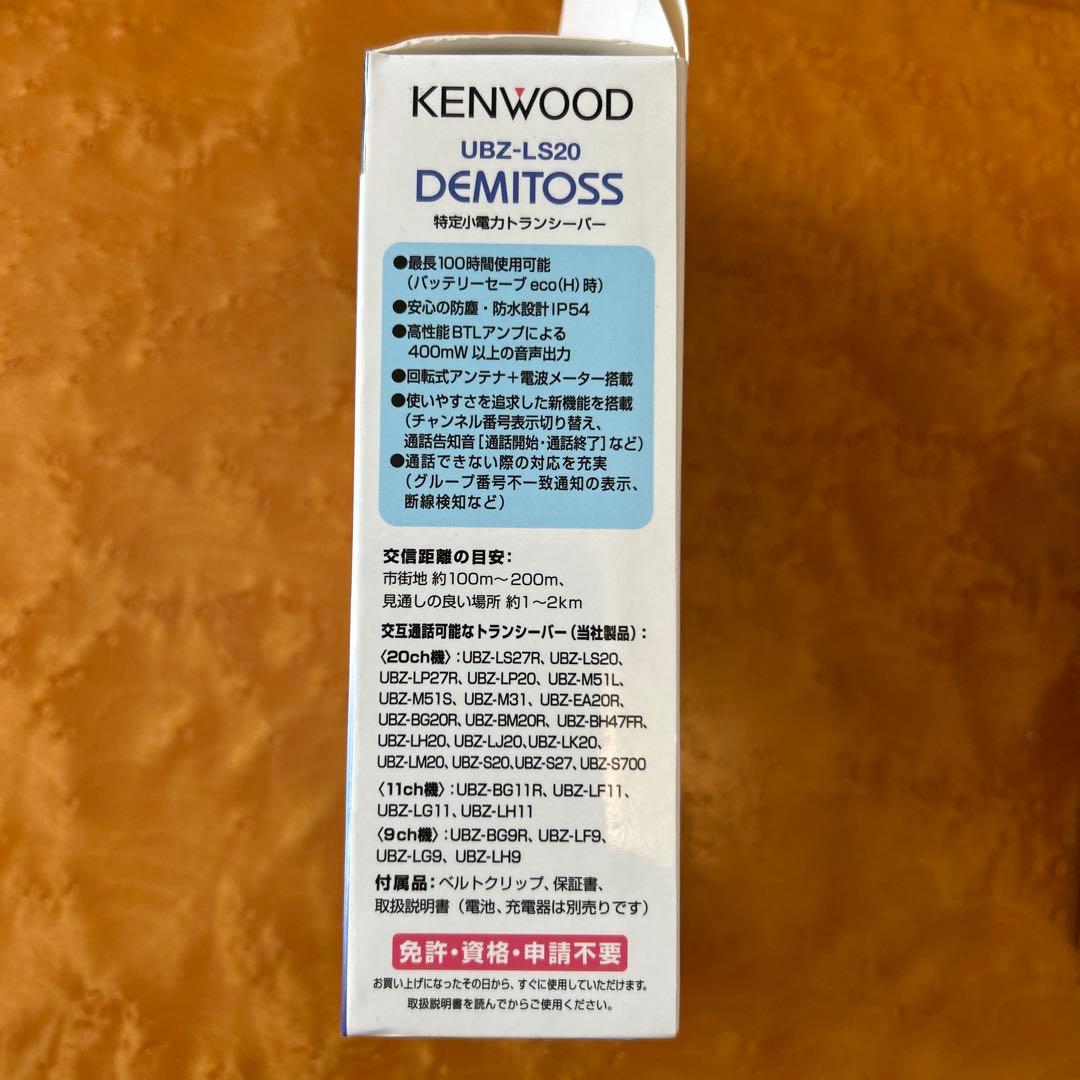 KENWOOD
UBZ-LS20
DEMITOSS
特定小電力トランシーバー
●最長100時間使用可能
（バッテリーセーブ eco(H) 時）
●安心の防塵・防水設計IP54
●高性能BTLアンプによる
400mW 以上の音声出力
●回転式アンテナ＋電波メーター搭載
●使いやすさを追求した新機能を搭載
（チャンネル番号表示切り替え、
通話告知音［通話開始・通話終了］など）
●通話できない際の対応を充実
（グループ番号不一致通知の表示、
断線検知など）
交信距離の目安：
市街地 約100m〜200m、
見通しの良い場所 約1〜2km
交互通話可能なトランシーバー（当社製品）：
〈20ch機〉：UBZ-LS27R、UBZ-LS20、
UBZ-LP27R、UBZ-LP20、UBZ-M51L、
UBZ-M51S、UBZ-M31、UBZ-EA20R、
UBZ-BG20R、UBZ-BM20R、UBZ-BH47FR、
UBZ-LH20、UBZ-LJ20、UBZ-LK20、
UBZ-LM20、UBZ-S20、UBZ-S27、UBZ-S700
〈11ch機〉：UBZ-BG11R、UBZ-LF11、
UBZ-LG11、UBZ-LH11
〈9ch機〉：UBZ-BG9R、UBZ-LF9、
UBZ-LG9、UBZ-LH9
付属品：ベルトクリップ、保証書、
取扱説明書（電池、充電器は別売りです）
免許・資格・申請不要
お買い上げになったその日から、すぐに使用していただけます。
取扱説明書を読んでからご使用ください。